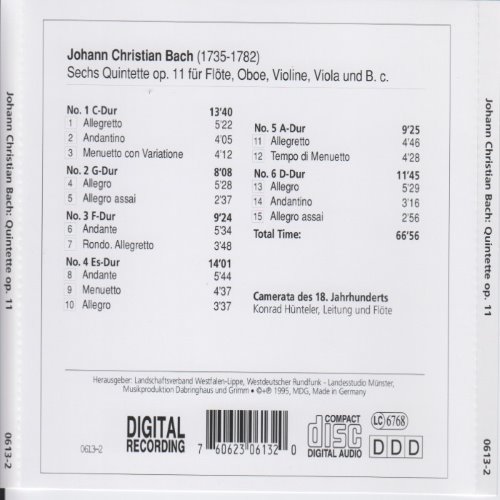 Johann Christian Bach: Quintette op. 11
0613-2
Johann Christian Bach (1735-1782)
Sechs Quintette op. 11 für Flöte, Oboe, Violine, Viola und B. c.
No. 1 C-Dur 13'40
1 Allegretto 5'22
2 Andantino 4'05
3 Menuetto con Variatione 4'12
No. 2 G-Dur 8'08
4 Allegro 5'28
5 Allegro assai 2'37
No. 3 F-Dur 9'24
6 Andante 5'34
7 Rondo. Allegretto 3'48
No. 4 Es-Dur 14'01
8 Andante 5'44
9 Menuetto 4'37
10 Allegro 3'37
No. 5 A-Dur 9'25
11 Allegretto 4'46
12 Tempo di Menuetto 4'28
No. 6 D-Dur 11'45
13 Allegro 5'29
14 Andantino 3'16
15 Allegro assai 2'56
Total Time: 66'56
Camerata des 18. Jahrhunderts
Konrad Hünteler, Leitung und Flöte
Herausgeber: Landschaftsverband Westfalen-Lippe, Westdeutscher Rundfunk - Landesstudio Münster,
Musikproduktion Dabringhaus und Grimm • ©+℗ 1995, MDG, Made in Germany
0613-2
DIGITAL
RECORDING
7 60623 06132 0
COMPACT
disc
DIGITAL AUDIO
LC 6768
DDD
Johann Christian Bach: Quintette op. 11
0613-2